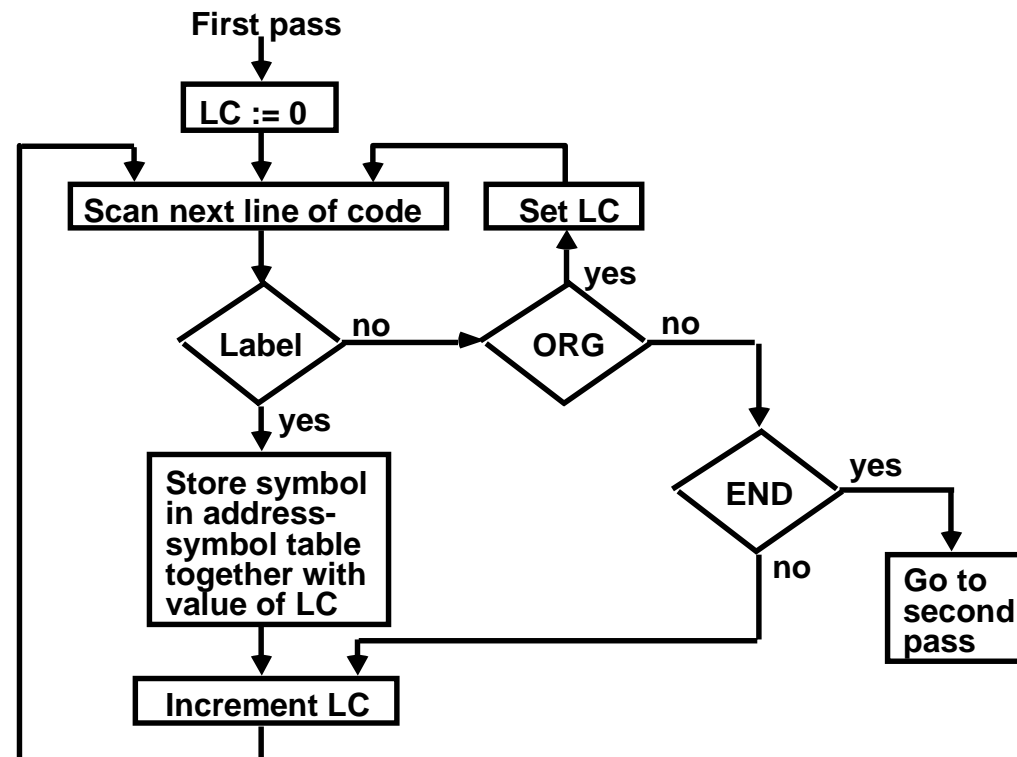 First pass
LC := 0
Scan next line of code
Set LC
yes
Label
no
ORG
no
yes
Store symbol
in address-
symbol table
together with
value of LC
END
yes
no
Go to
second
pass
Increment LC